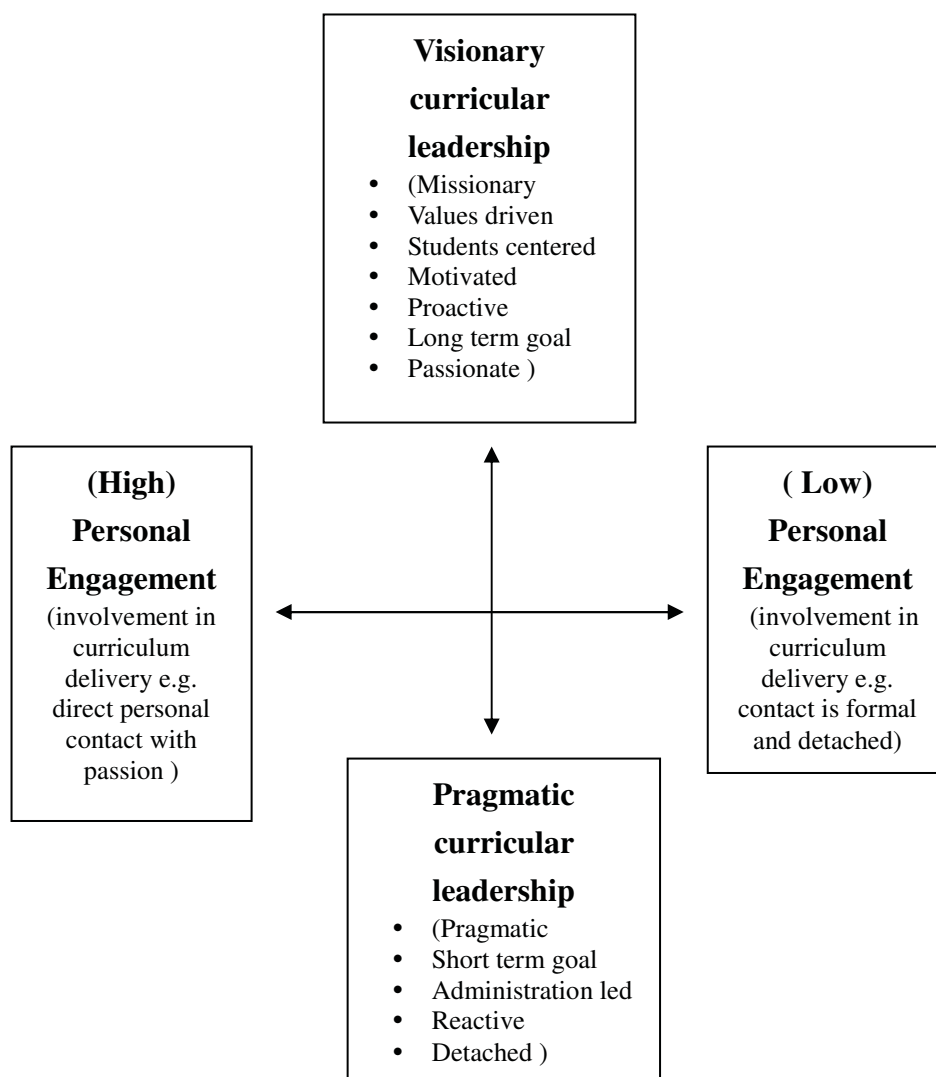 Visionary
curricular
leadership
• (Missionary
• Values driven
• Students centered
• Motivated
• Proactive
• Long term goal
• Passionate )
(High)
Personal
Engagement
(involvement in
curriculum
delivery e.g.
direct personal
contact with
passion )
( Low)
Personal
Engagement
(involvement in
curriculum
delivery e.g.
contact is formal
and detached)
Pragmatic
curricular
leadership
• (Pragmatic
• Short term goal
• Administration led
• Reactive
• Detached )